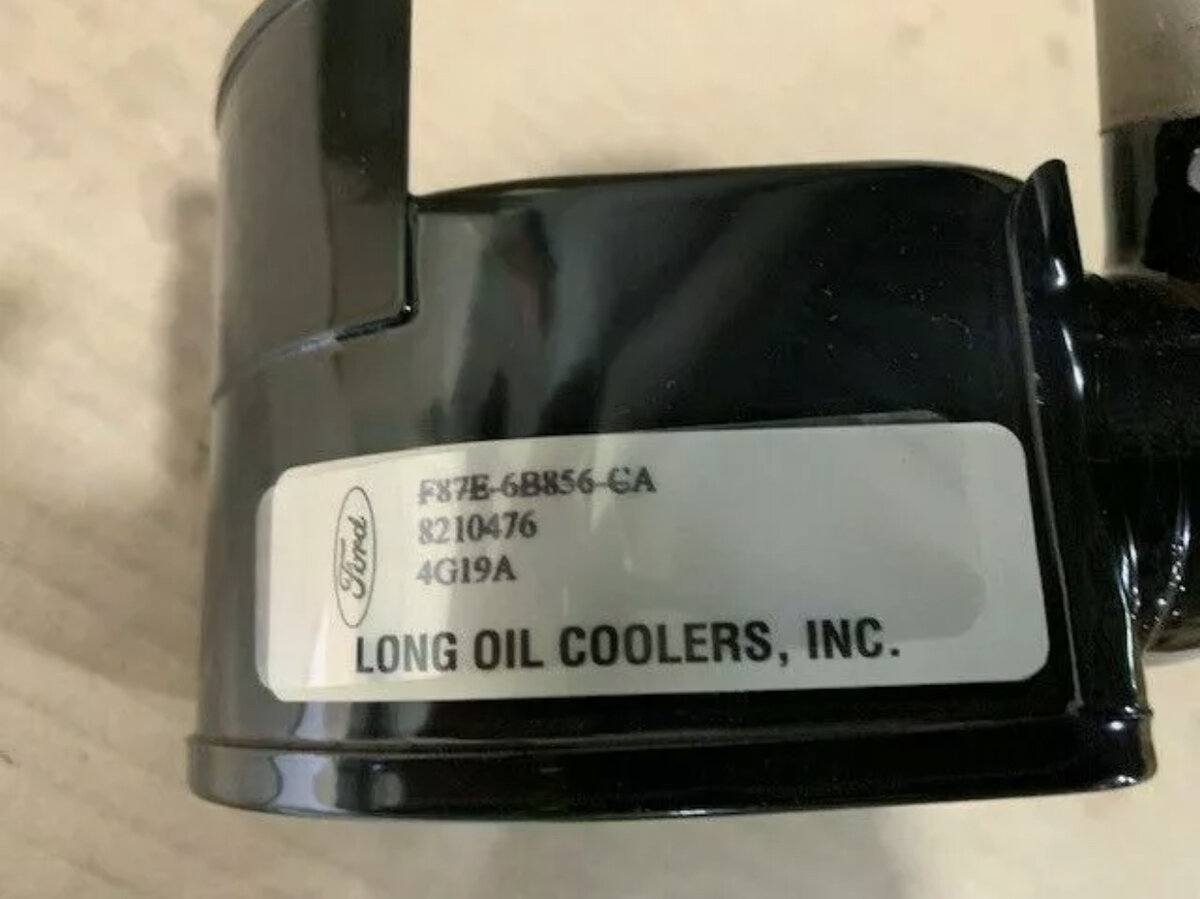 Ford
F87E-6B856-CA
8210476
4G19A
LONG OIL COOLERS, INC.